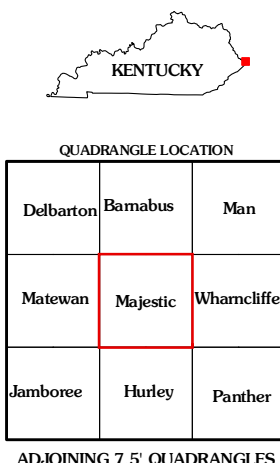 KENTUCKY
QUADRANGLE LOCATION
Delbarton Barnabus Man
Matewan Majestic Wharncliffe
Jamboree Hurley Panther
ADJOINING 7.5' QUADRANGLES